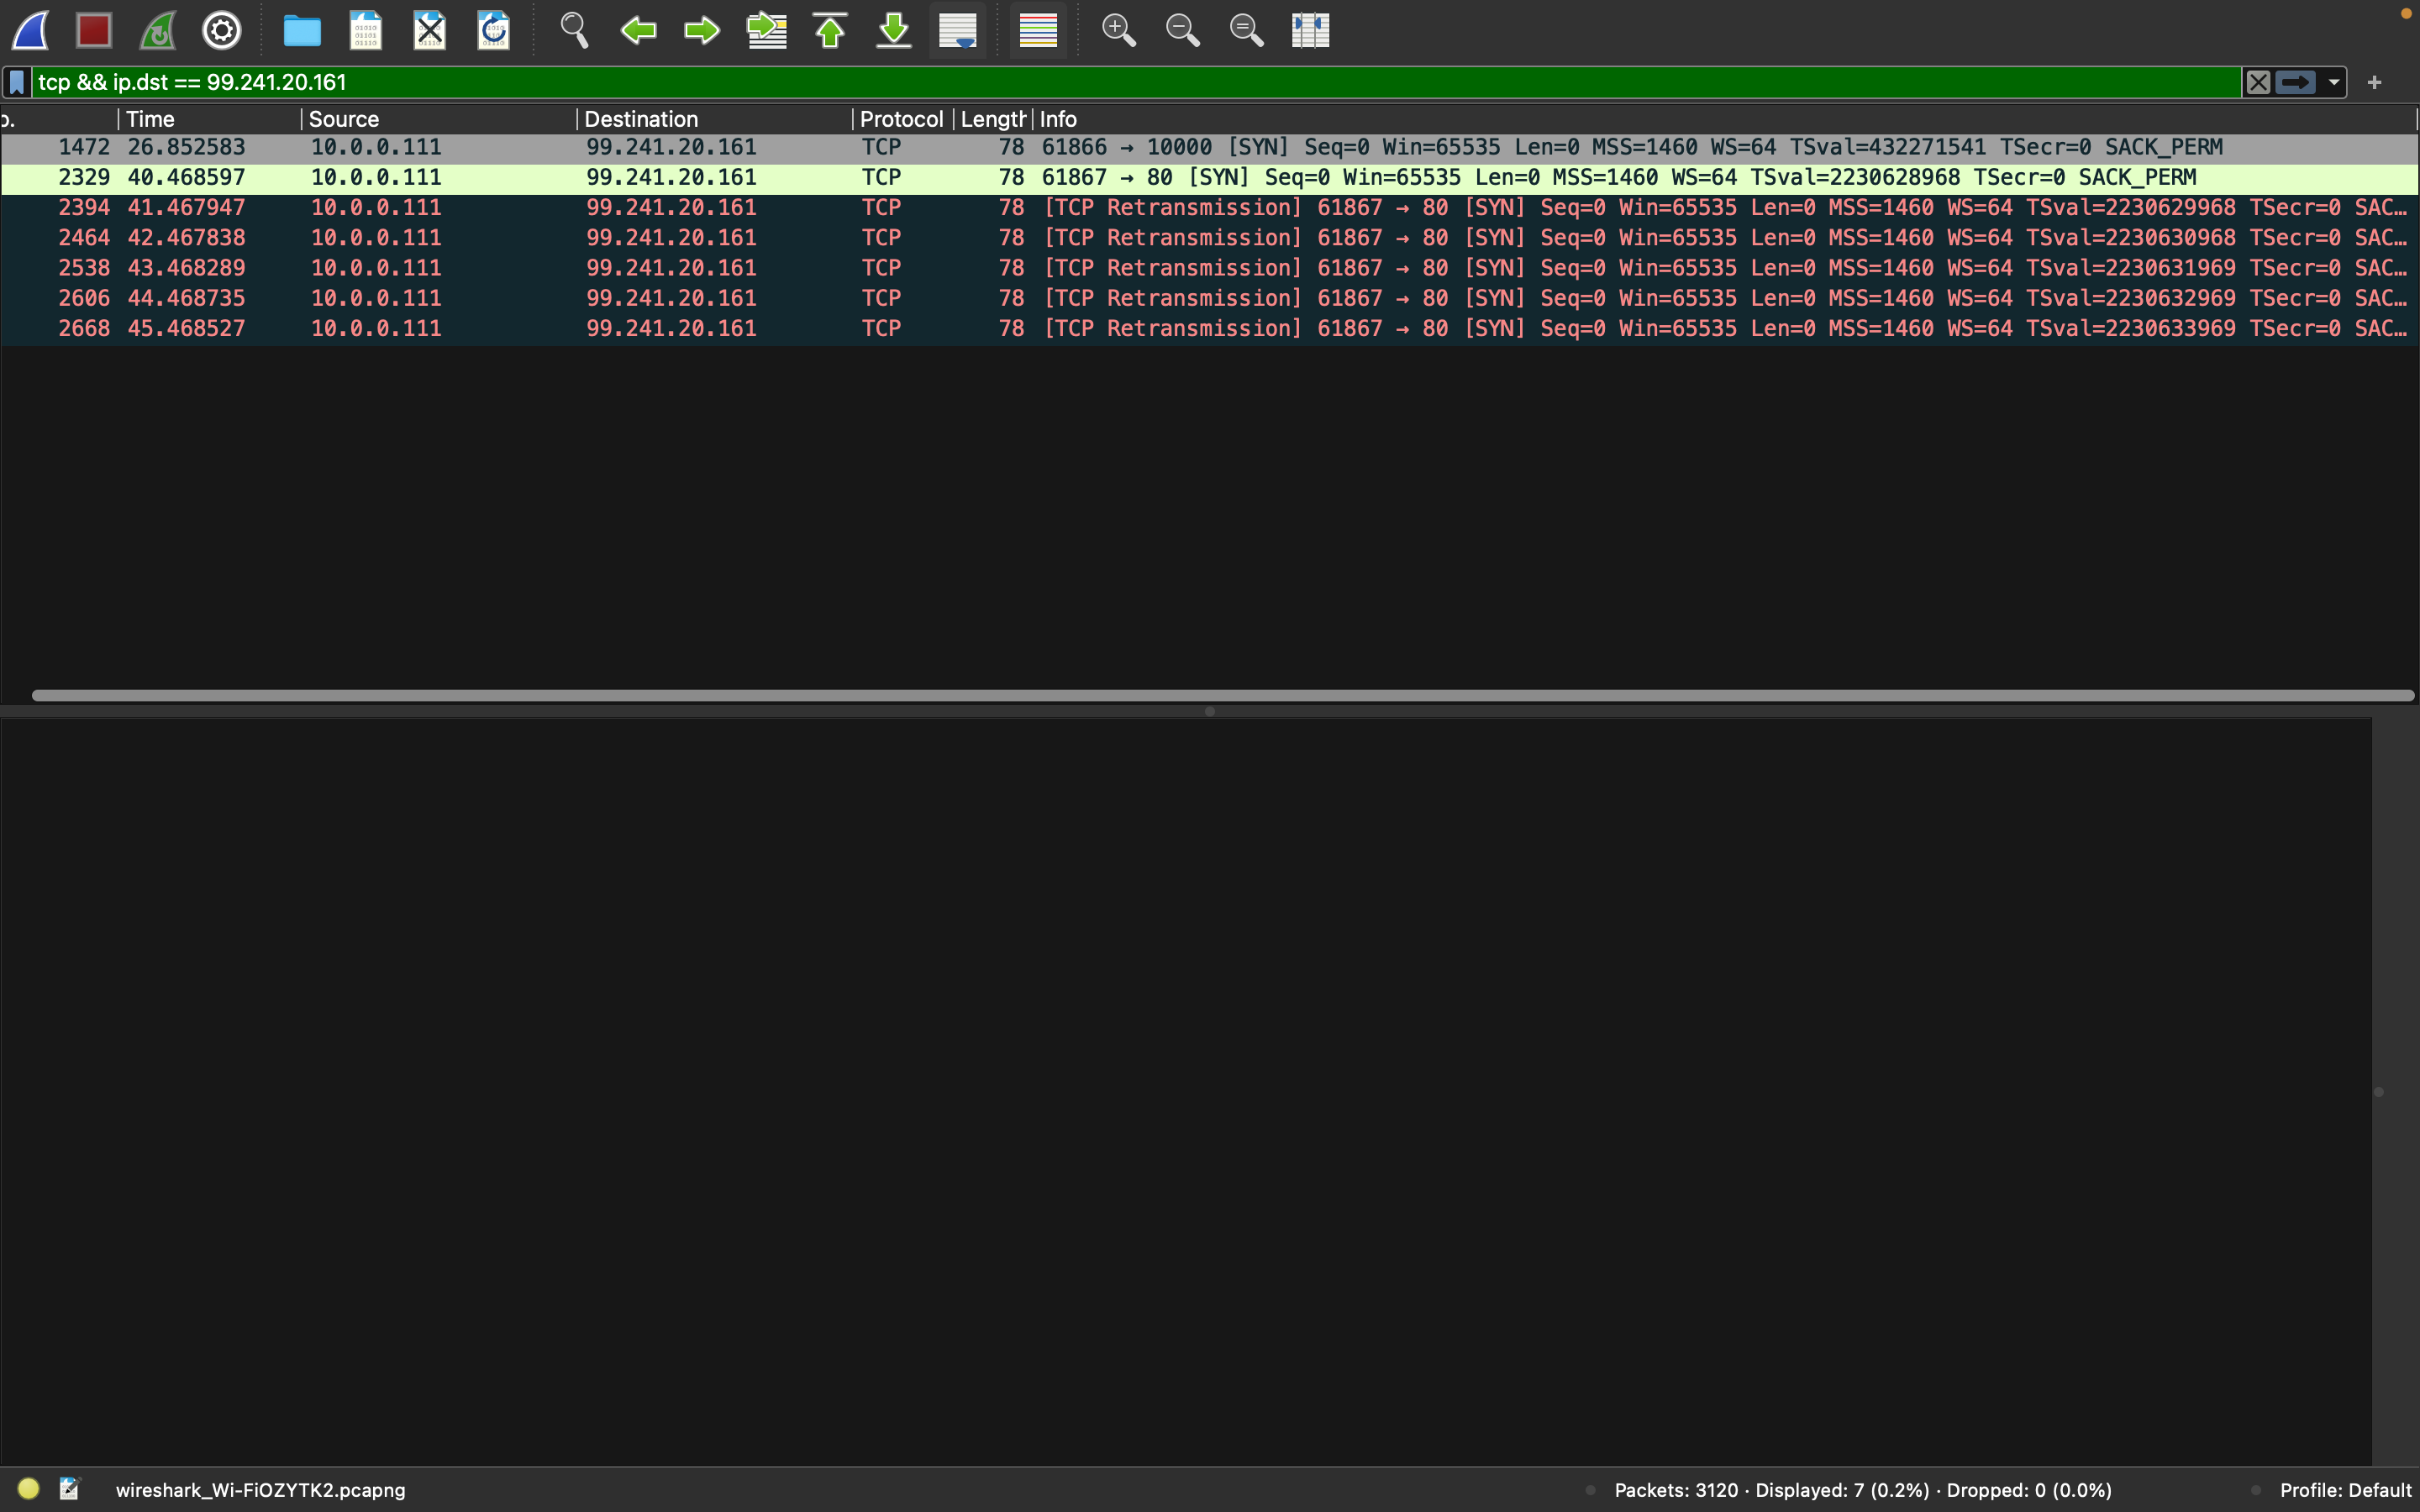 tcp && ip.dst == 99.241.20.161
o. Time Source Destination Protocol Length Info
1472 26.852583 10.0.0.111 99.241.20.161 TCP 78 61866 → 10000 [SYN] Seq=0 Win=65535 Len=0 MSS=1460 WS=64 TSval=432271541 TSecr=0 SACK_PERM
2329 40.468597 10.0.0.111 99.241.20.161 TCP 78 61867 → 80 [SYN] Seq=0 Win=65535 Len=0 MSS=1460 WS=64 TSval=2230628968 TSecr=0 SACK_PERM
2394 41.467947 10.0.0.111 99.241.20.161 TCP 78 [TCP Retransmission] 61867 → 80 [SYN] Seq=0 Win=65535 Len=0 MSS=1460 WS=64 TSval=2230629968 TSecr=0 SAC…
2464 42.467838 10.0.0.111 99.241.20.161 TCP 78 [TCP Retransmission] 61867 → 80 [SYN] Seq=0 Win=65535 Len=0 MSS=1460 WS=64 TSval=2230630968 TSecr=0 SAC…
2538 43.468289 10.0.0.111 99.241.20.161 TCP 78 [TCP Retransmission] 61867 → 80 [SYN] Seq=0 Win=65535 Len=0 MSS=1460 WS=64 TSval=2230631969 TSecr=0 SAC…
2606 44.468735 10.0.0.111 99.241.20.161 TCP 78 [TCP Retransmission] 61867 → 80 [SYN] Seq=0 Win=65535 Len=0 MSS=1460 WS=64 TSval=2230632969 TSecr=0 SAC…
2668 45.468527 10.0.0.111 99.241.20.161 TCP 78 [TCP Retransmission] 61867 → 80 [SYN] Seq=0 Win=65535 Len=0 MSS=1460 WS=64 TSval=2230633969 TSecr=0 SAC…
wireshark_Wi-FiOZYTK2.pcapng Packets: 3120 · Displayed: 7 (0.2%) · Dropped: 0 (0.0%) Profile: Default